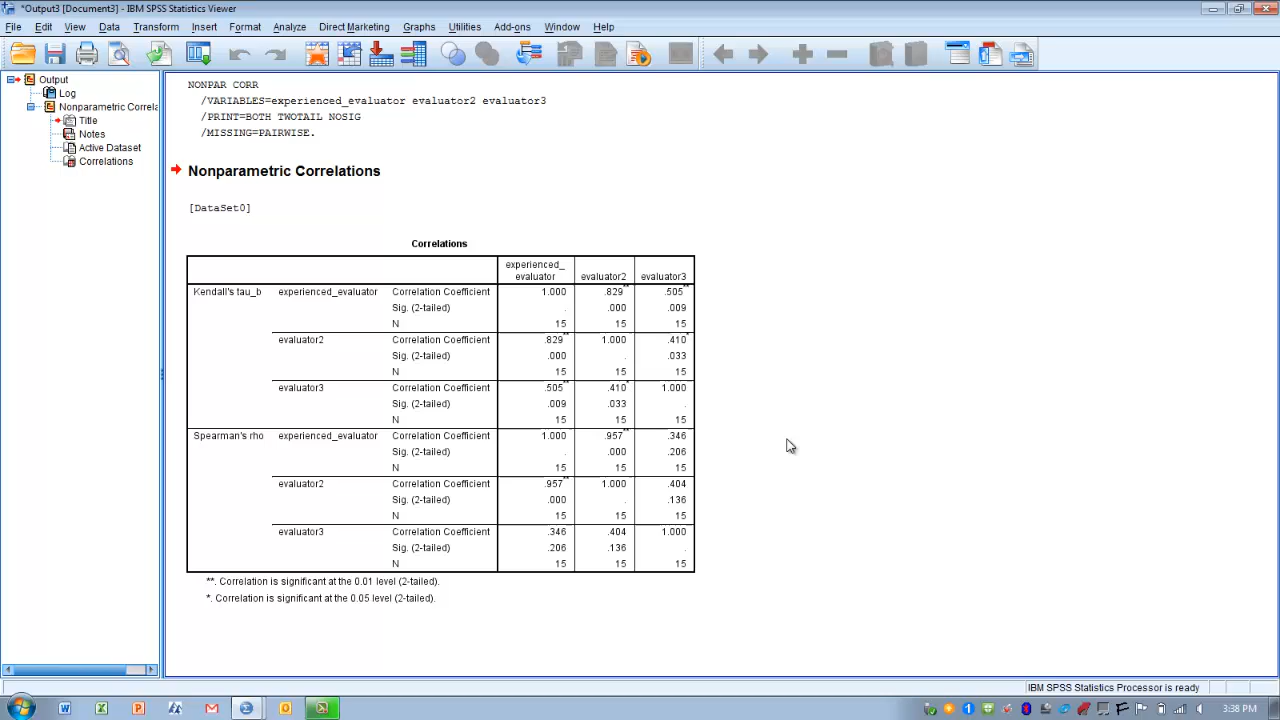 *Output3 [Document3] - IBM SPSS Statistics Viewer
File Edit View Data Transform Insert Format Analyze Direct Marketing Graphs Utilities Add-ons Window Help
Output
Log
Nonparametric Correla
Title
Notes
Active Dataset
Correlations
NONPAR CORR
/VARIABLES=experienced_evaluator evaluator2 evaluator3
/PRINT=BOTH TWOTAIL NOSIG
/MISSING=PAIRWISE.
Nonparametric Correlations
[DataSet0]
Correlations
experienced_
evaluator evaluator2 evaluator3
Kendall's tau_b experienced_evaluator Correlation Coefficient 1.000 .829** .505**
Sig. (2-tailed) . .000 .009
N 15 15 15
evaluator2 Correlation Coefficient .829** 1.000 .410*
Sig. (2-tailed) .000 . .033
N 15 15 15
evaluator3 Correlation Coefficient .505** .410* 1.000
Sig. (2-tailed) .009 .033 .
N 15 15 15
Spearman's rho experienced_evaluator Correlation Coefficient 1.000 .957** .346
Sig. (2-tailed) . .000 .206
N 15 15 15
evaluator2 Correlation Coefficient .957** 1.000 .404
Sig. (2-tailed) .000 . .136
N 15 15 15
evaluator3 Correlation Coefficient .346 .404 1.000
Sig. (2-tailed) .206 .136 .
N 15 15 15
**. Correlation is significant at the 0.01 level (2-tailed).
*. Correlation is significant at the 0.05 level (2-tailed).
IBM SPSS Statistics Processor is ready
3:38 PM